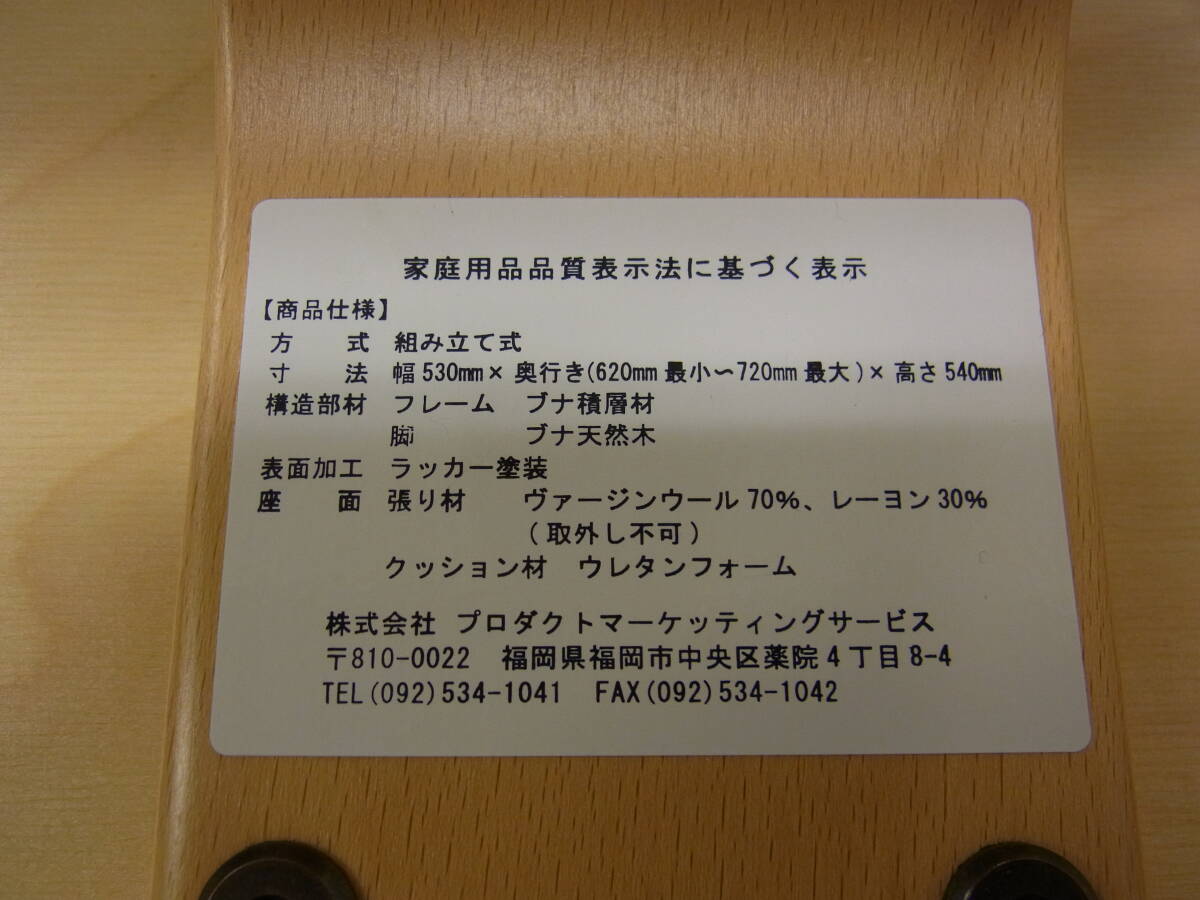 家庭用品品質表示法に基づく表示
【商品仕様】
方　式　組み立て式
寸　法　幅530mm×奥行き(620mm最小～720mm最大)×高さ540mm
構造部材　フレーム　ブナ積層材
脚　ブナ天然木
表面加工　ラッカー塗装
座　面　張り材　ヴァージンウール70%、レーヨン30%
(取外し不可)
クッション材　ウレタンフォーム
株式会社 プロダクトマーケッティングサービス
〒810-0022　福岡県福岡市中央区薬院4丁目8-4
TEL(092)534-1041　FAX(092)534-1042